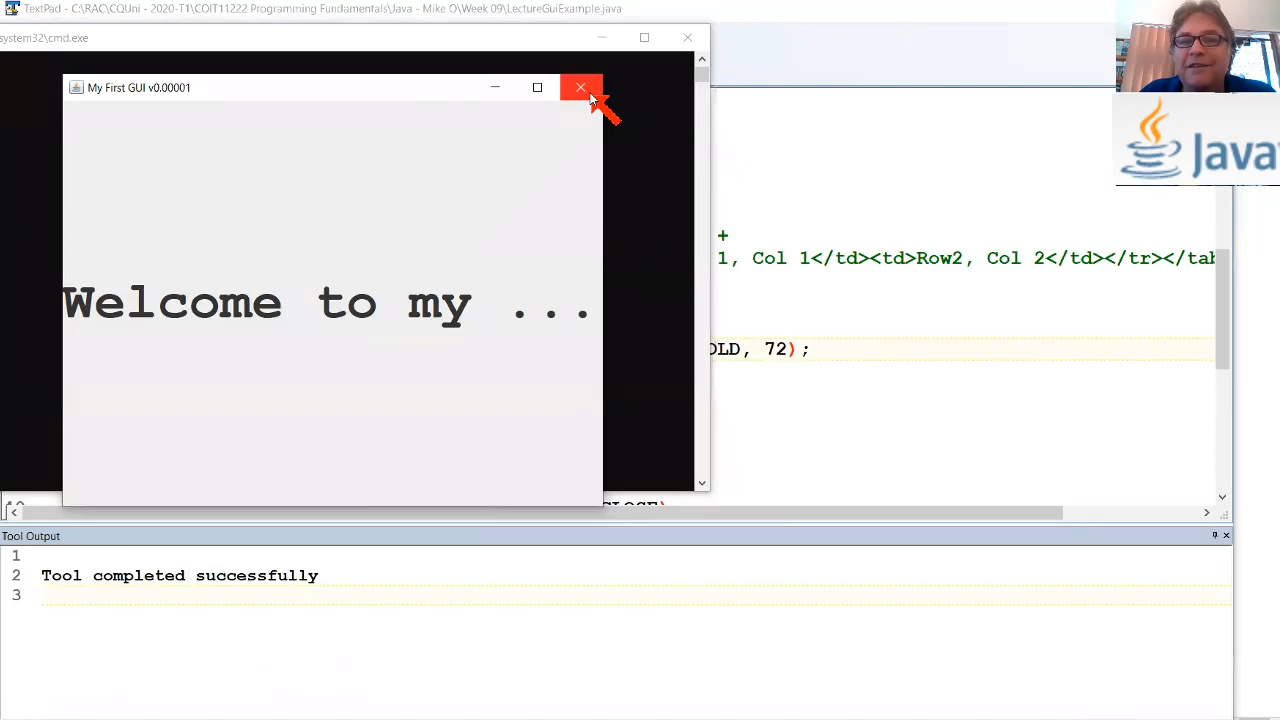 TextPad - C:\RAC\CQUni - 2020-T1\COIT11222 Programming Fundamentals\Java - Mike O\Week 09\LectureGuiExample.java
system32\cmd.exe
My First GUI v0.00001
Java
+
1, Col 1</td><td>Row2, Col 2</td></tr></tab
Welcome to my ...
OLD, 72);
Tool Output
1
2 Tool completed successfully
3